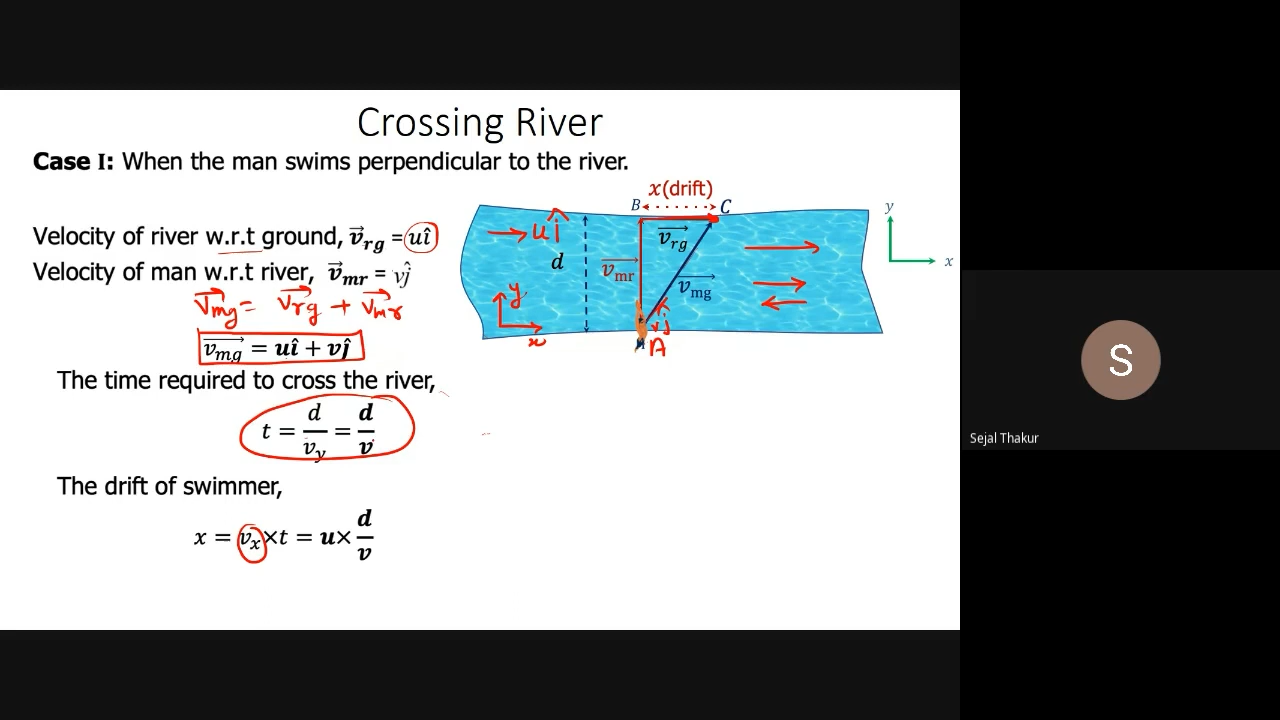 Crossing River
Case I: When the man swims perpendicular to the river.
Velocity of river w.r.t ground, v⃗rg = uî
Velocity of man w.r.t river, v⃗mr = vĵ
V⃗mg = V⃗rg + V⃗mr
v⃗mg = uî + vĵ
The time required to cross the river,
t = d/vy = d/v
The drift of swimmer,
x = vx×t = u× d/v
x(drift)
B
C
→ uî
d
v⃗rg
v⃗mr
v⃗mg
y
x
vĵ
A
y
x
S
Sejal Thakur